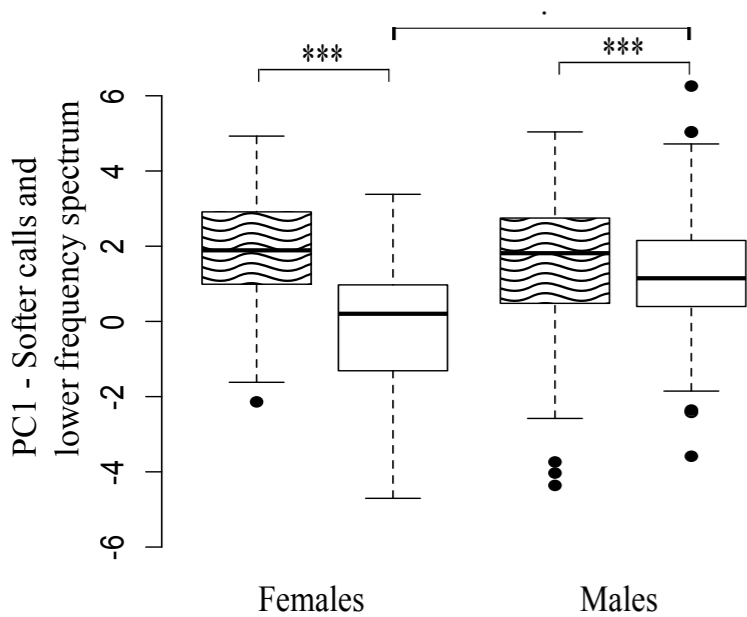 .
***
***
PC1 - Softer calls and
lower frequency spectrum
6
4
2
0
-2
-4
-6
Females
Males